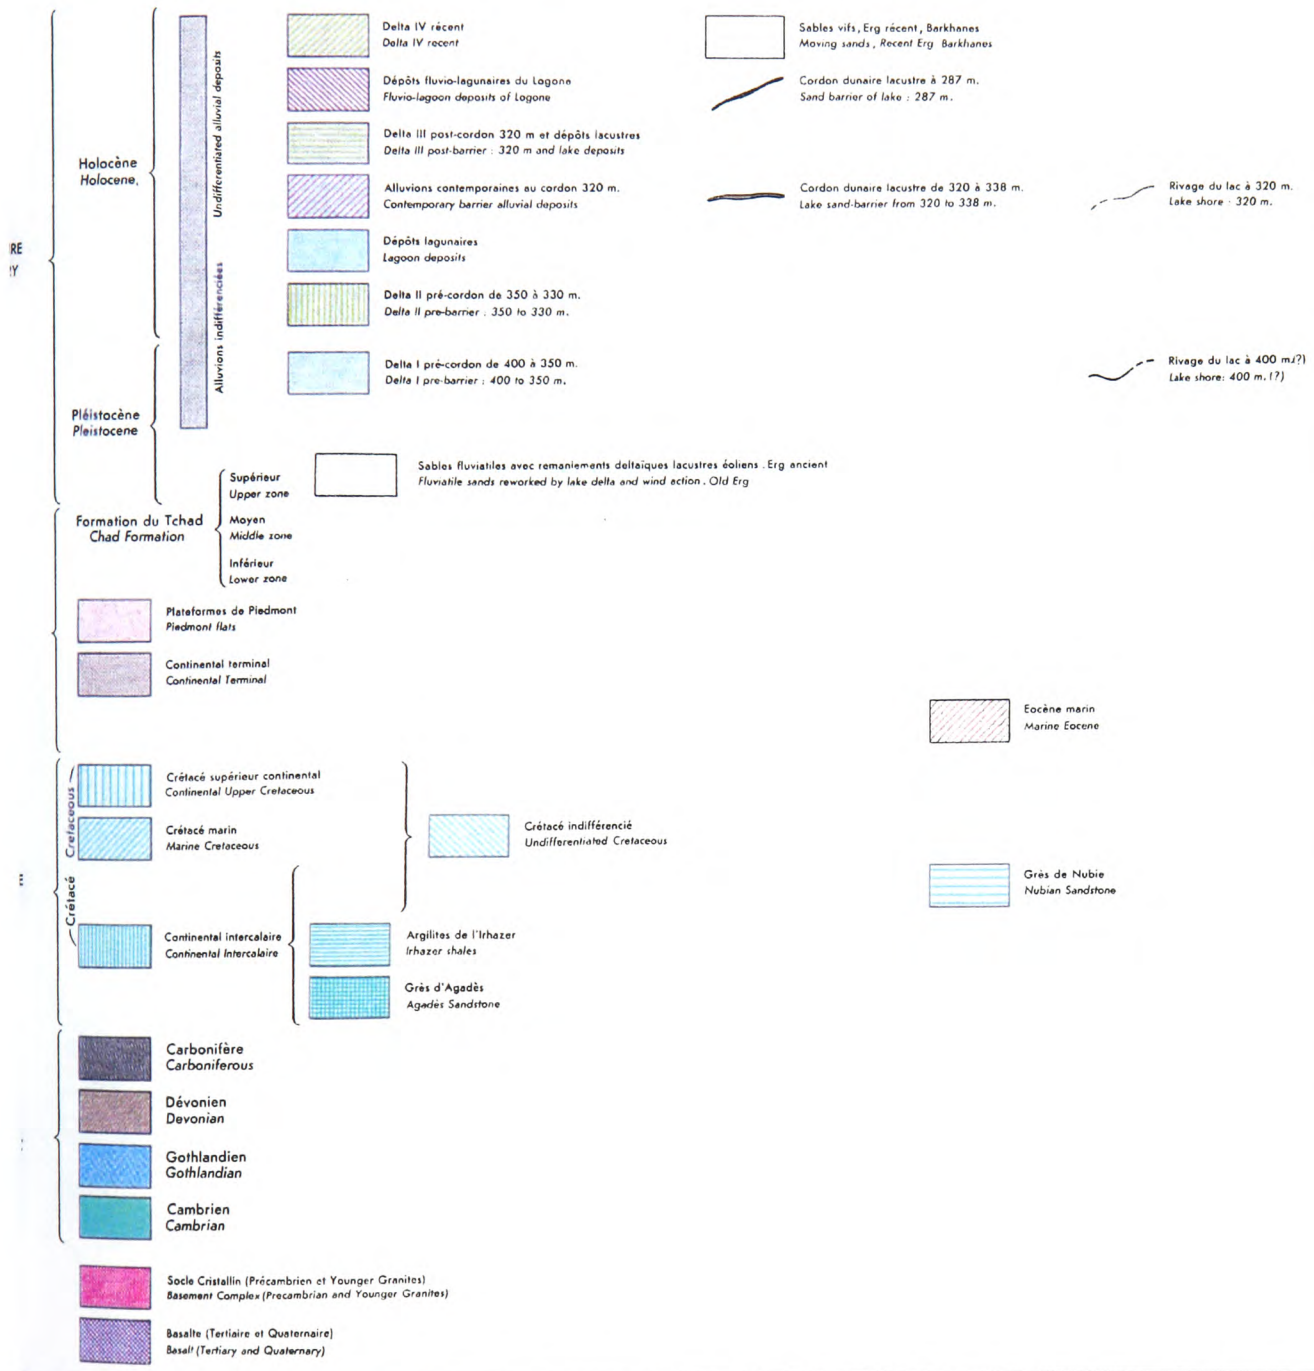 Delta IV récent
Delta IV recent
Sables vifs, Erg récent, Barkhanes
Moving sands, Recent Erg Barkhanes
Dépôts fluvio-lagunaires du Logone
Fluvio-lagoon deposits of Logone
Cordon dunaire lacustre à 287 m.
Sand barrier of lake : 287 m.
Undifferentiated alluvial deposits
Alluvions indifférenciées
Delta III post-cordon 320 m et dépôts lacustres
Delta III post-barrier : 320 m and lake deposits
Holocène
Holocene.
Alluvions contemporaines au cordon 320 m.
Contemporary barrier alluvial deposits
Cordon dunaire lacustre de 320 à 338 m.
Lake sand-barrier from 320 to 338 m.
Rivage du lac à 320 m.
Lake shore : 320 m.
Dépôts lagunaires
Lagoon deposits
RE
Y
Delta II pré-cordon de 350 à 330 m.
Delta II pre-barrier : 350 to 330 m.
Delta I pré-cordon de 400 à 350 m.
Delta I pre-barrier : 400 to 350 m.
Rivage du lac à 400 m.(?)
Lake shore: 400 m. (?)
Pléistocène
Pleistocene
Supérieur
Upper zone
Sables fluviatiles avec remaniements deltaïques lacustres éoliens . Erg ancient
Fluviatile sands reworked by lake delta and wind action . Old Erg
Formation du Tchad
Chad Formation
Moyen
Middle zone
Inférieur
Lower zone
Plateformes de Piedmont
Piedmont flats
Continental terminal
Continental Terminal
Eocène marin
Marine Eocene
Crétacé
Cretaceous
Crétacé supérieur continental
Continental Upper Cretaceous
Crétacé marin
Marine Cretaceous
Crétacé indifférencié
Undifferentiated Cretaceous
Grès de Nubie
Nubian Sandstone
Continental intercalaire
Continental Intercalaire
Argilites de l'Irhazer
Irhazer shales
Grès d'Agadès
Agadès Sandstone
Carbonifère
Carboniferous
Dévonien
Devonian
Gothlandien
Gothlandian
Cambrien
Cambrian
Socle Cristallin (Précambrien et Younger Granites)
Basement Complex (Precambrian and Younger Granites)
Basalte (Tertiaire et Quaternaire)
Basalt (Tertiary and Quaternary)